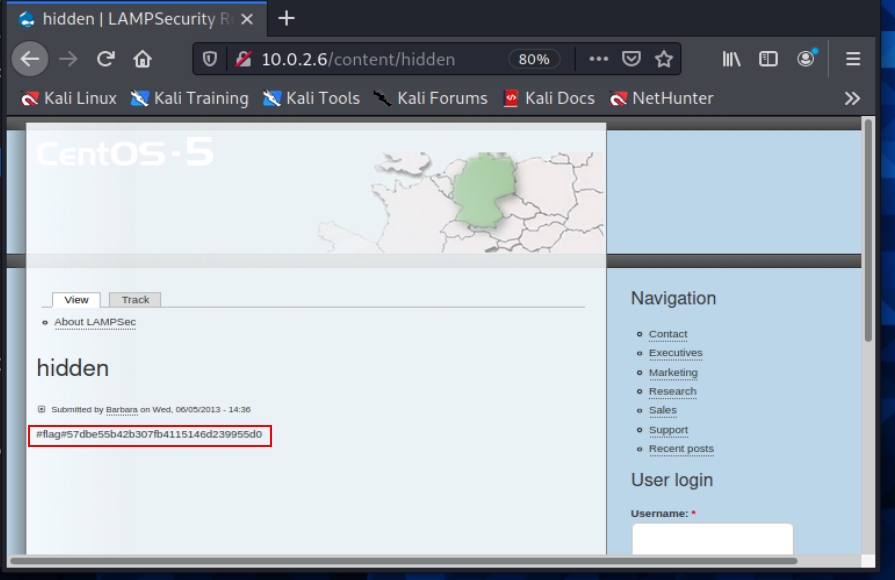 hidden | LAMPSecurity R
10.0.2.6/content/hidden
80%
Kali Linux
Kali Training
Kali Tools
Kali Forums
Kali Docs
NetHunter
CentOS-5
View
Track
About LAMPSec
hidden
Submitted by Barbara on Wed, 06/05/2013 - 14:36
#flag#57dbe55b42b307fb4115146d239955d0
Navigation
Contact
Executives
Marketing
Research
Sales
Support
Recent posts
User login
Username: *